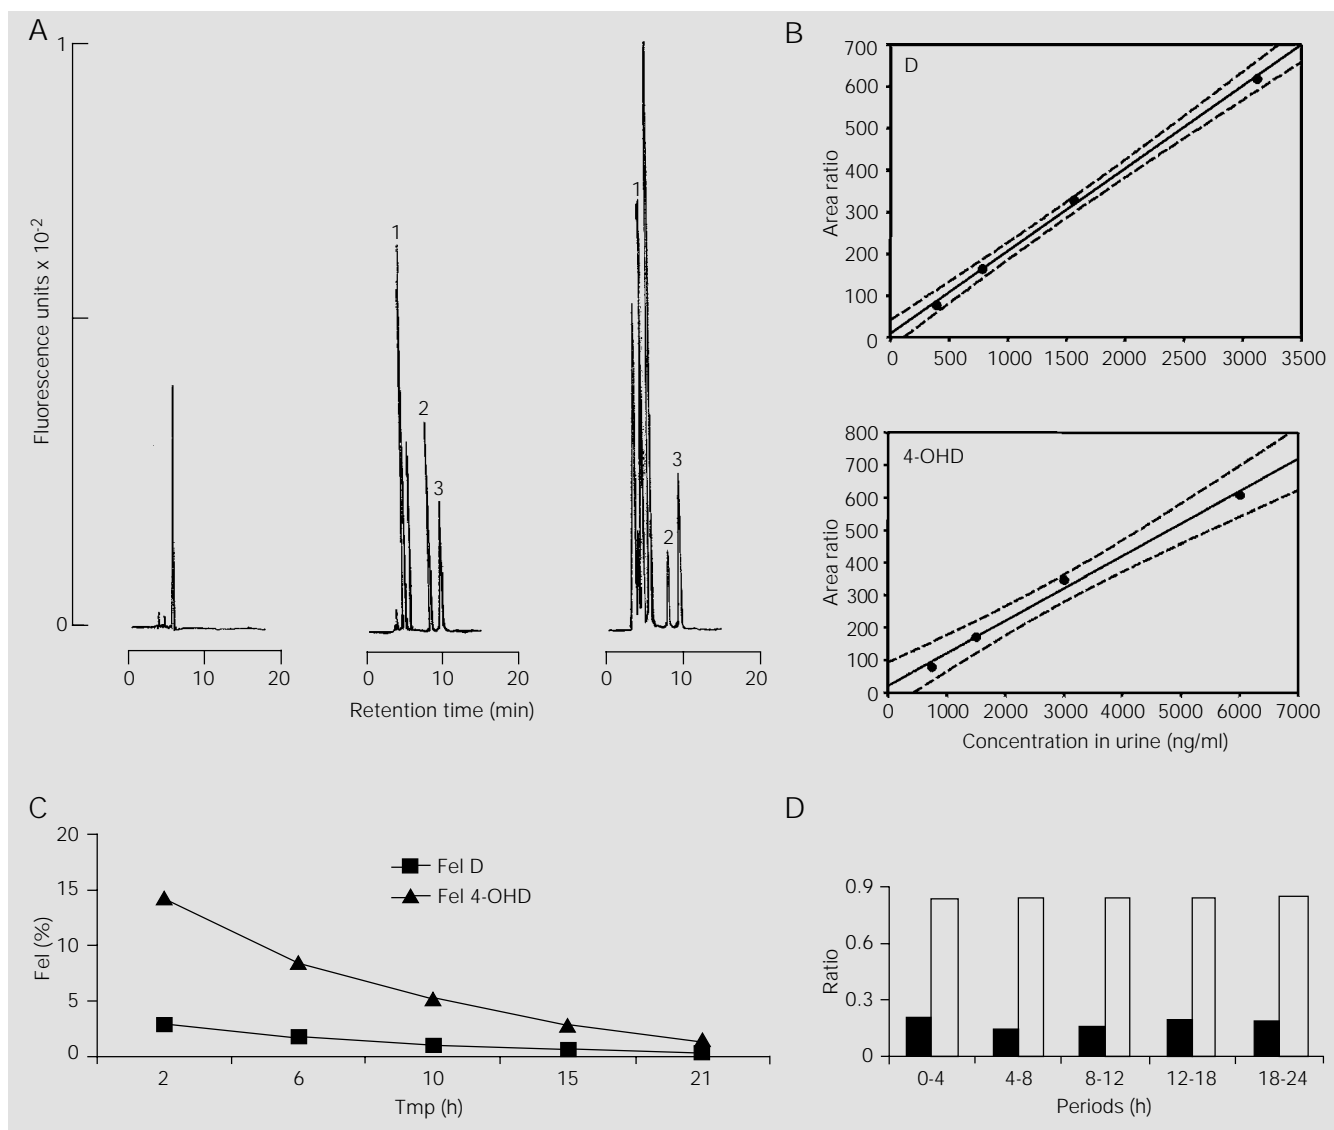 A
1
0
Fluorescence units x 10-2
1
2
3
1
2
3
0 10 20
0 10 20
0 10 20
Retention time (min)
B
D
700
600
500
400
300
200
100
0
Area ratio
0 500 1000 1500 2000 2500 3000 3500
4-OHD
800
700
600
500
400
300
200
100
0
Area ratio
0 1000 2000 3000 4000 5000 6000 7000
Concentration in urine (ng/ml)
C
20
15
10
5
0
Fel (%)
Fel D
Fel 4-OHD
2 6 10 15 21
Tmp (h)
D
0.9
0.6
0.3
0
Ratio
0-4 4-8 8-12 12-18 18-24
Periods (h)